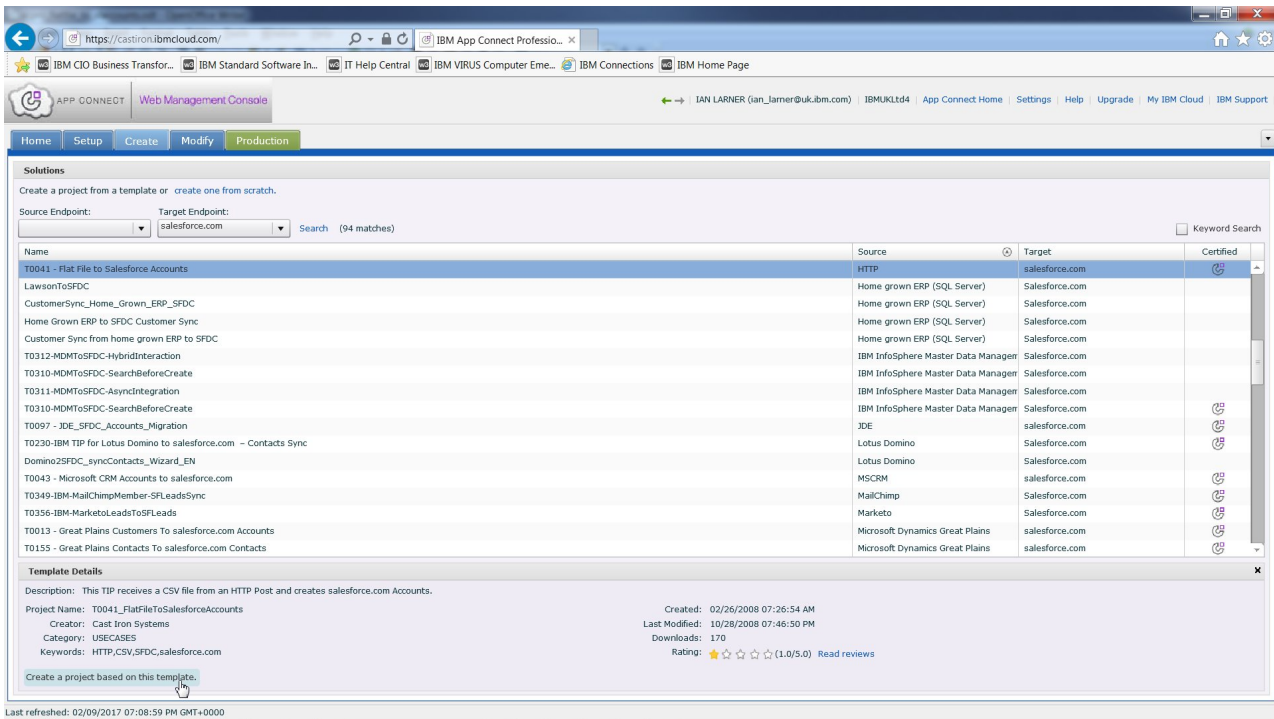 https://castiron.ibmcloud.com/
IBM App Connect Professio...
IBM CIO Business Transfor...
IBM Standard Software In...
IT Help Central
IBM VIRUS Computer Eme...
IBM Connections
IBM Home Page
APP CONNECT
Web Management Console
IAN LARNER (ian_larner@uk.ibm.com) | IBMUKLtd4 | App Connect Home | Settings | Help | Upgrade | My IBM Cloud | IBM Support
Home
Setup
Create
Modify
Production
Solutions
Create a project from a template or create one from scratch.
Source Endpoint:
Target Endpoint:
salesforce.com
Search (94 matches)
Keyword Search
Name Source Target Certified
T0041 - Flat File to Salesforce Accounts HTTP salesforce.com
LawsonToSFDC Home grown ERP (SQL Server) Salesforce.com
CustomerSync_Home_Grown_ERP_SFDC Home grown ERP (SQL Server) Salesforce.com
Home Grown ERP to SFDC Customer Sync Home grown ERP (SQL Server) Salesforce.com
Customer Sync from home grown ERP to SFDC Home grown ERP (SQL Server) Salesforce.com
T0312-MDMToSFDC-HybridInteraction IBM InfoSphere Master Data Managem Salesforce.com
T0310-MDMToSFDC-SearchBeforeCreate IBM InfoSphere Master Data Managem Salesforce.com
T0311-MDMToSFDC-AsyncIntegration IBM InfoSphere Master Data Managem Salesforce.com
T0310-MDMToSFDC-SearchBeforeCreate IBM InfoSphere Master Data Managem Salesforce.com
T0097 - JDE_SFDC_Accounts_Migration JDE Salesforce.com
T0230-IBM TIP for Lotus Domino to salesforce.com – Contacts Sync Lotus Domino Salesforce.com
Domino2SFDC_syncContacts_Wizard_EN Lotus Domino Salesforce.com
T0043 - Microsoft CRM Accounts to salesforce.com MSCRM Salesforce.com
T0349-IBM-MailChimpMember-SFLeadsSync MailChimp Salesforce.com
T0356-IBM-MarketoLeadsToSFLeads Marketo Salesforce.com
T0013 - Great Plains Customers To salesforce.com Accounts Microsoft Dynamics Great Plains salesforce.com
T0155 - Great Plains Contacts To salesforce.com Contacts Microsoft Dynamics Great Plains salesforce.com
Template Details
Description: This TIP receives a CSV file from an HTTP Post and creates salesforce.com Accounts.
Project Name: T0041_FlatFileToSalesforceAccounts
Creator: Cast Iron Systems
Category: USECASES
Keywords: HTTP,CSV,SFDC,salesforce.com
Created: 02/26/2008 07:26:54 AM
Last Modified: 10/28/2008 07:46:50 PM
Downloads: 170
Rating: (1.0/5.0) Read reviews
Create a project based on this template.
Last refreshed: 02/09/2017 07:08:59 PM GMT+0000